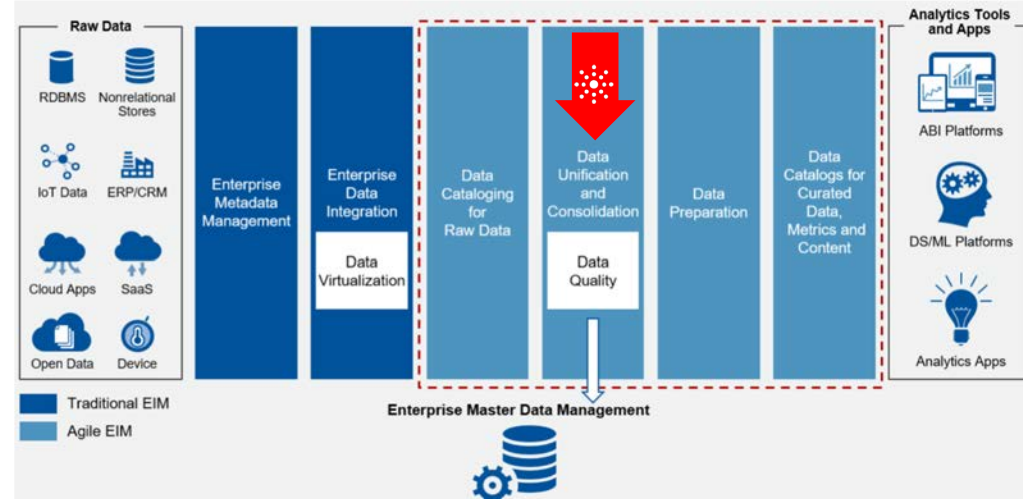 Raw Data
RDBMS
Nonrelational
Stores
IoT Data
ERP/CRM
Cloud Apps
SaaS
Open Data
Device
Enterprise
Metadata
Management
Enterprise
Data
Integration
Data
Virtualization
Data
Cataloging
for
Raw Data
Data
Unification
and
Consolidation
Data
Quality
Data
Preparation
Data
Catalogs for
Curated
Data,
Metrics and
Content
Analytics Tools
and Apps
ABI Platforms
DS/ML Platforms
Analytics Apps
Traditional EIM
Agile EIM
Enterprise Master Data Management